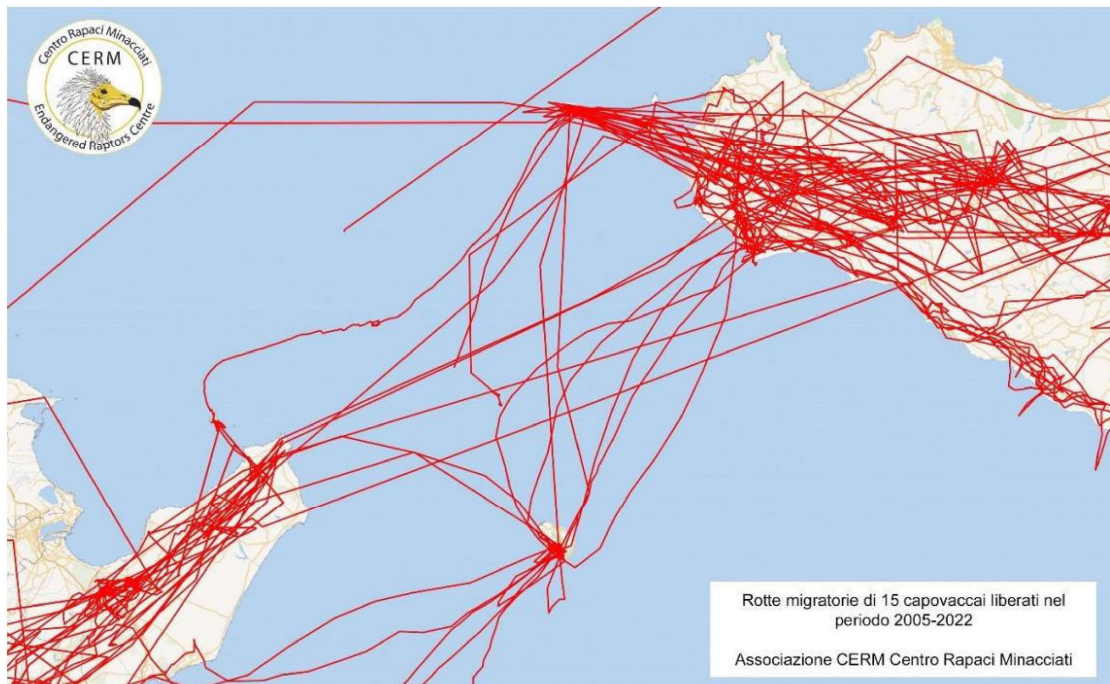 Centro Rapaci Minacciati
CERM
Endangered Raptors Centre
Rotte migratorie di 15 capovaccai liberati nel
periodo 2005-2022
Associazione CERM Centro Rapaci Minacciati